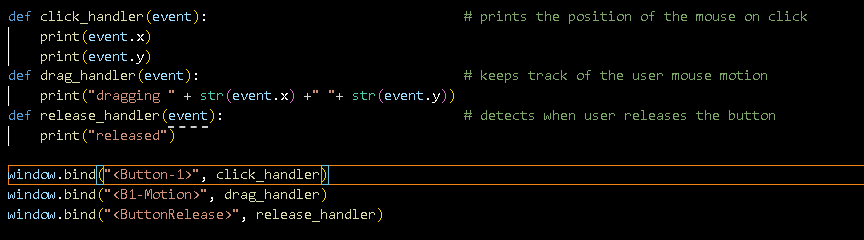 def click_handler(event): # prints the position of the mouse on click
    print(event.x)
    print(event.y)
def drag_handler(event): # keeps track of the user mouse motion
    print("dragging " + str(event.x) +" "+ str(event.y))
def release_handler(event): # detects when user releases the button
    print("released")
window.bind("<Button-1>", click_handler)
window.bind("<B1-Motion>", drag_handler)
window.bind("<ButtonRelease>", release_handler)